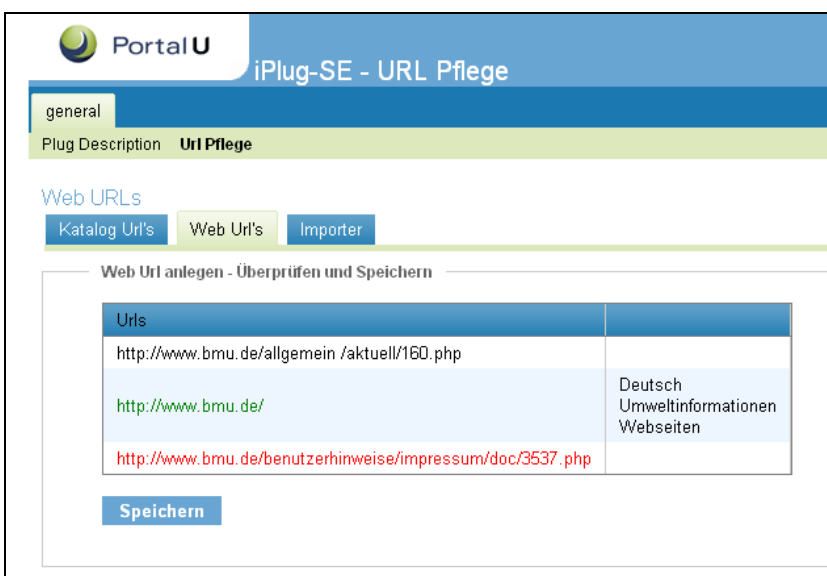 PortalU
iPlug-SE - URL Pflege
general
Plug Description Url Pflege
Web URLs
Katalog Url's Web Url's Importer
Web Url anlegen - Überprüfen und Speichern
Urls
http://www.bmu.de/allgemein /aktuell/160.php
http://www.bmu.de/
Deutsch
Umweltinformationen
Webseiten
http://www.bmu.de/benutzerhinweise/impressum/doc/3537.php
Speichern